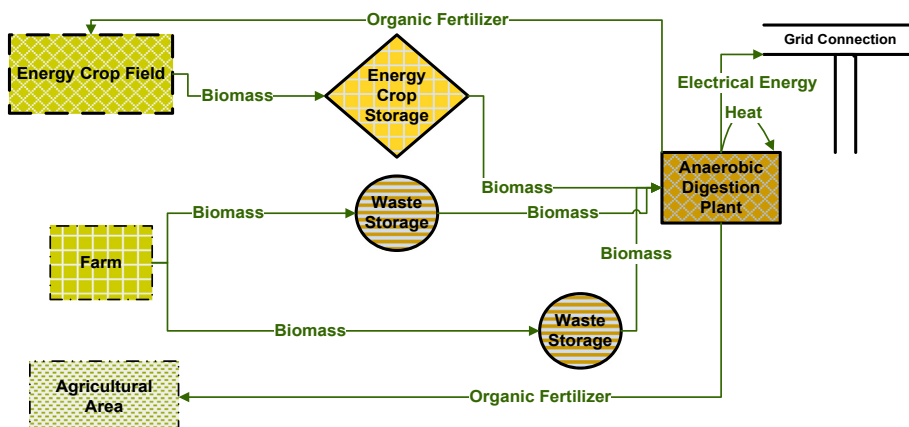 Organic Fertilizer
Grid Connection
Energy Crop Field
Biomass
Energy
Crop
Storage
Electrical Energy
Heat
Anaerobic
Digestion
Plant
Biomass
Biomass
Waste
Storage
Biomass
Biomass
Farm
Biomass
Waste
Storage
Agricultural
Area
Organic Fertilizer